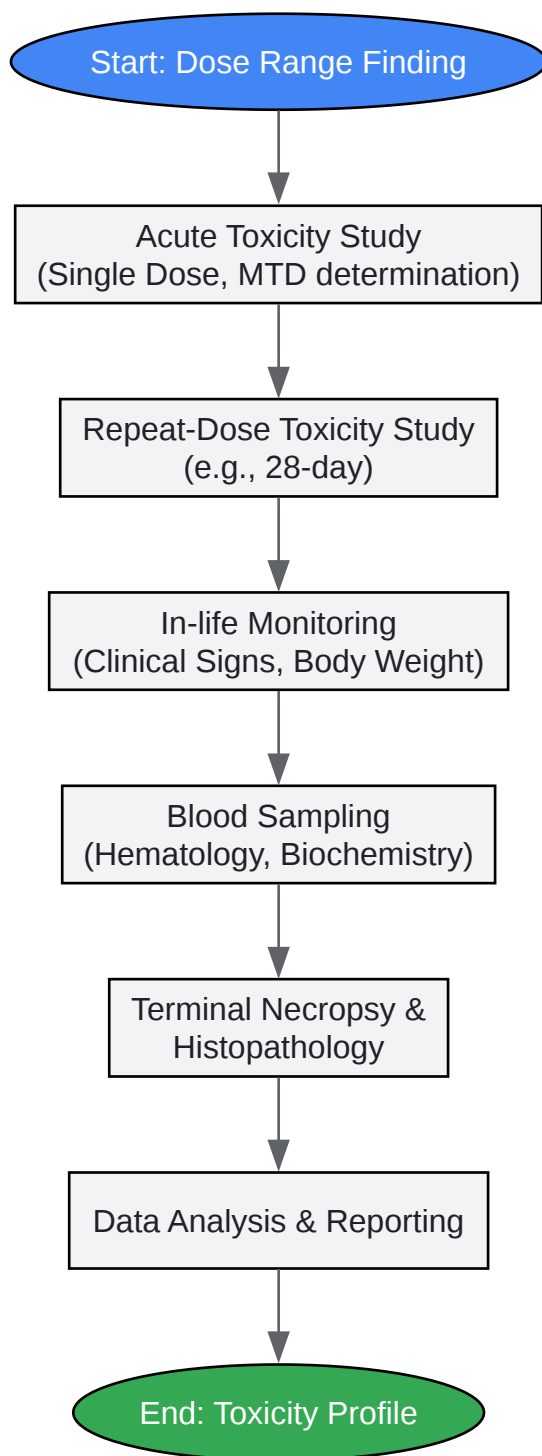 Start: Dose Range Finding
Acute Toxicity Study
(Single Dose, MTD determination)
Repeat-Dose Toxicity Study
(e.g., 28-day)
In-life Monitoring
(Clinical Signs, Body Weight)
Blood Sampling
(Hematology, Biochemistry)
Terminal Necropsy &
Histopathology
Data Analysis & Reporting
End: Toxicity Profile